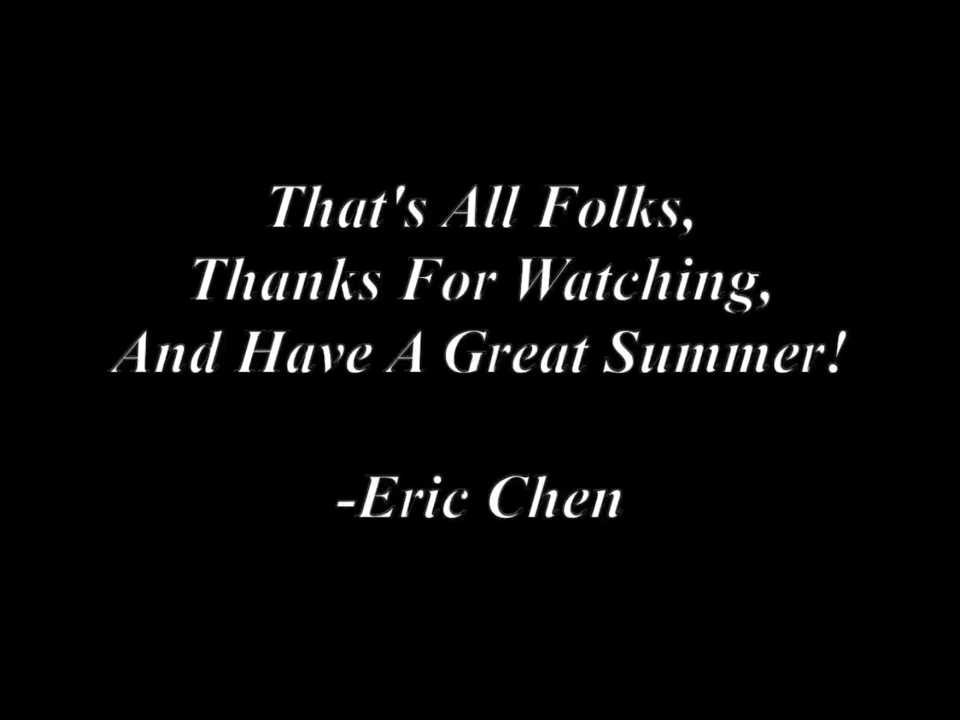 That's All Folks,
Thanks For Watching,
And Have A Great Summer!
-Eric Chen